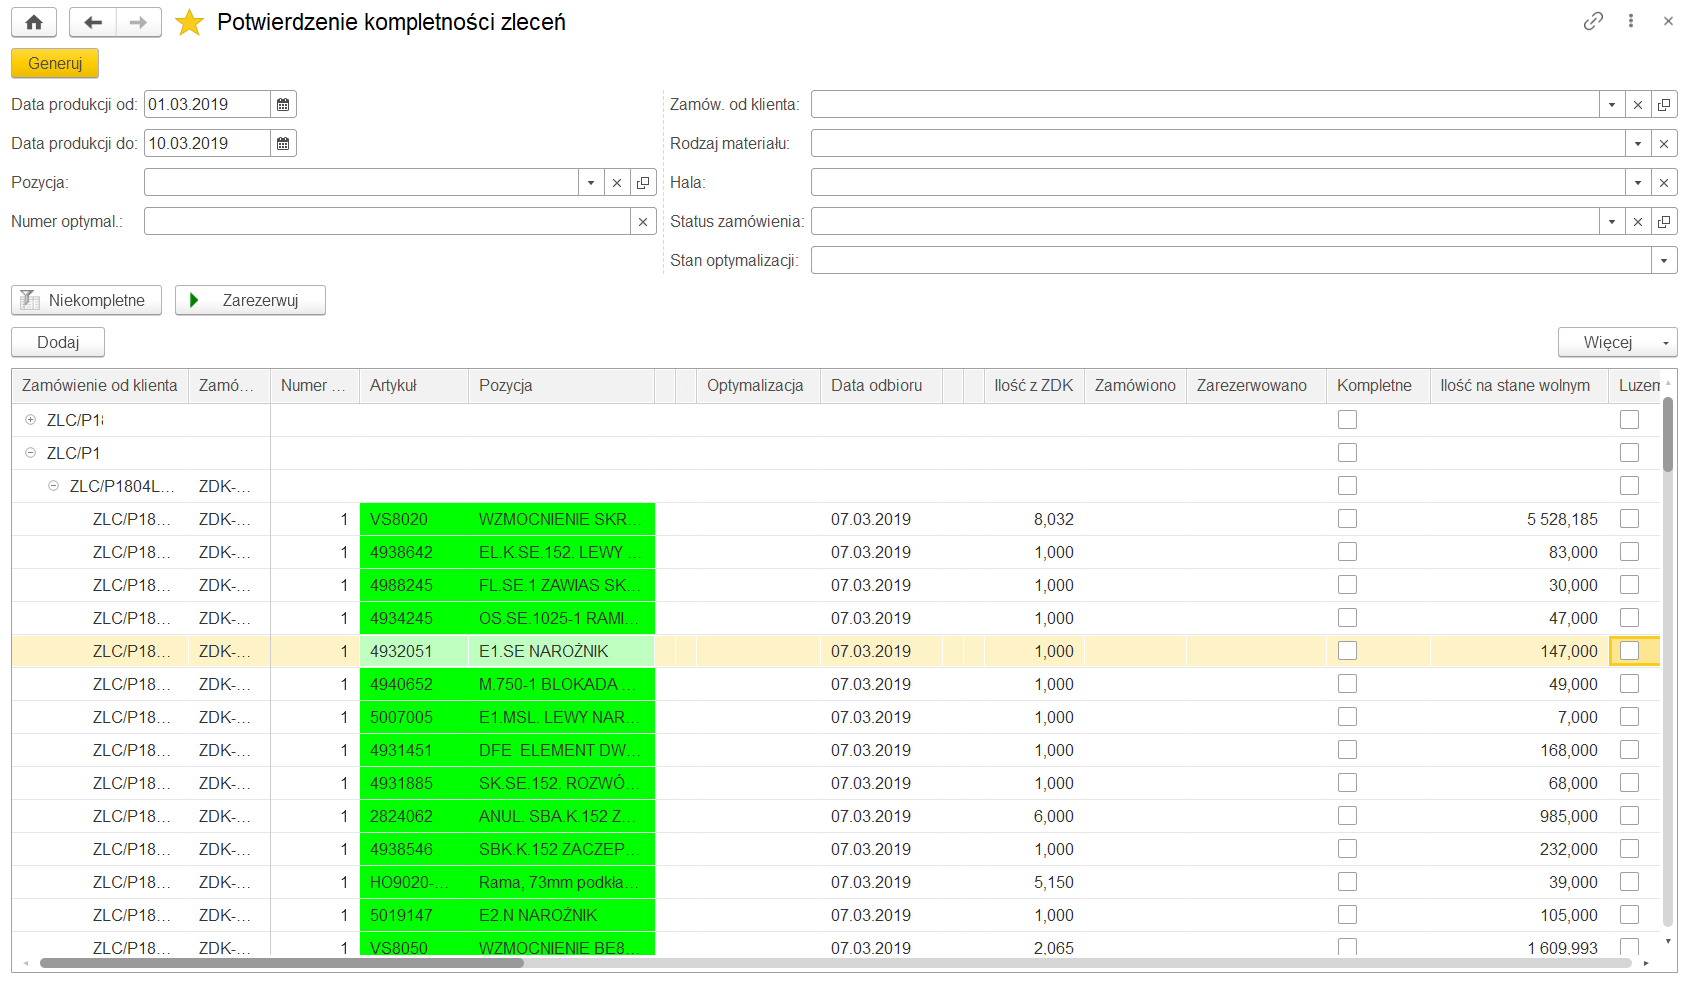 Potwierdzenie kompletności zleceń
Generuj
Data produkcji od: 01.03.2019 Zamów. od klienta:
Data produkcji do: 10.03.2019 Rodzaj materiału:
Pozycja: Hala:
Numer optymal.: Status zamówienia:
Stan optymalizacji:
Niekompletne Zarezerwuj
Dodaj Więcej
Zamówienie od klienta Zamó... Numer ... Artykuł Pozycja Optymalizacja Data odbioru Ilość z ZDK Zamówiono Zarezerwowano Kompletne Ilość na stane wolnym Luzem
ZLC/P18
ZLC/P1
ZLC/P1804L... ZDK-...
ZLC/P18... ZDK-... 1 VS8020 WZMOCNIENIE SKR... 07.03.2019 8,032 5 528,185
ZLC/P18... ZDK-... 1 4938642 EL.K.SE.152. LEWY ... 07.03.2019 1,000 83,000
ZLC/P18... ZDK-... 1 4988245 FL.SE.1 ZAWIAS SK... 07.03.2019 1,000 30,000
ZLC/P18... ZDK-... 1 4934245 OS.SE.1025-1 RAMI... 07.03.2019 1,000 47,000
ZLC/P18... ZDK-... 1 4932051 E1.SE NAROŻNIK 07.03.2019 1,000 147,000
ZLC/P18... ZDK-... 1 4940652 M.750-1 BLOKADA ... 07.03.2019 1,000 49,000
ZLC/P18... ZDK-... 1 5007005 E1.MSL. LEWY NAR... 07.03.2019 1,000 7,000
ZLC/P18... ZDK-... 1 4931451 DFE ELEMENT DW... 07.03.2019 1,000 168,000
ZLC/P18... ZDK-... 1 4931885 SK.SE.152. ROZWÓ... 07.03.2019 1,000 68,000
ZLC/P18... ZDK-... 1 2824062 ANUL. SBA.K.152 Z... 07.03.2019 6,000 985,000
ZLC/P18... ZDK-... 1 4938546 SBK.K.152 ZACZEP... 07.03.2019 1,000 232,000
ZLC/P18... ZDK-... 1 HO9020-... Rama, 73mm podkła... 07.03.2019 5,150 39,000
ZLC/P18... ZDK-... 1 5019147 E2.N NAROŻNIK 07.03.2019 1,000 105,000
ZLC/P18... ZDK-... 1 VS8050 WZMOCNIENIE BE8... 07.03.2019 2,065 1 609,993